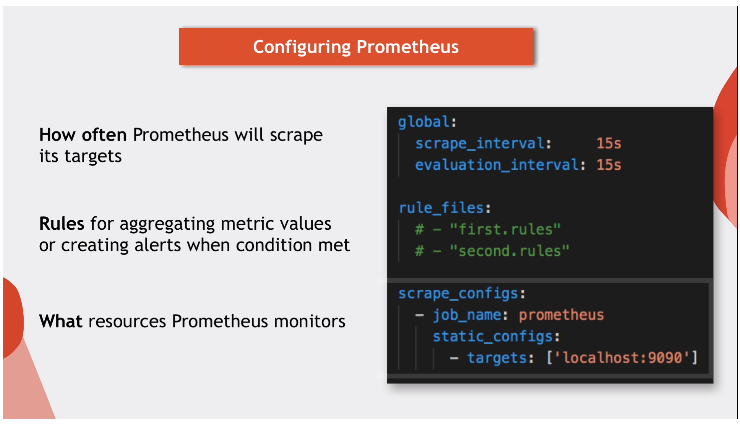 Configuring Prometheus
How often Prometheus will scrape
its targets
Rules for aggregating metric values
or creating alerts when condition met
What resources Prometheus monitors
global:
  scrape_interval:     15s
  evaluation_interval: 15s
rule_files:
  # – "first.rules"
  # – "second.rules"
scrape_configs:
  – job_name: prometheus
    static_configs:
      – targets: ['localhost:9090']